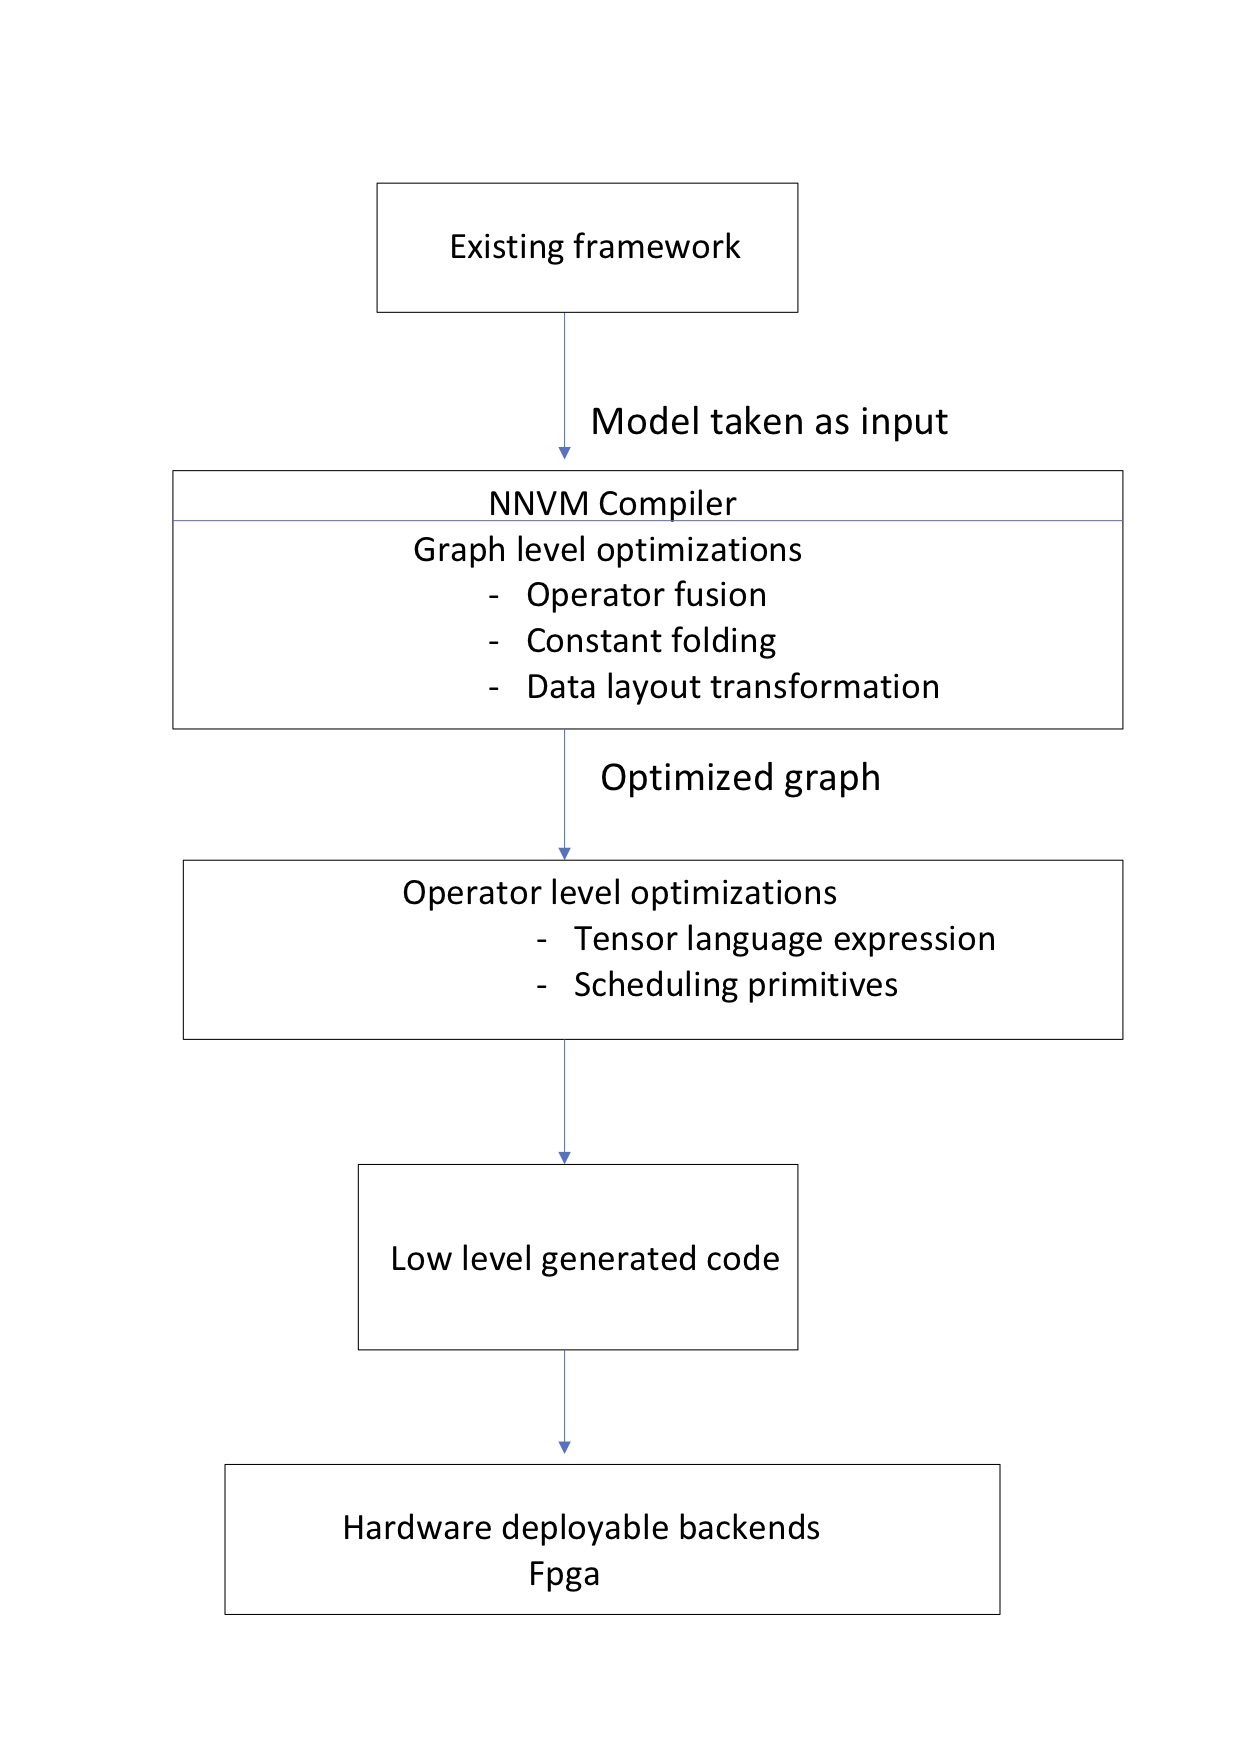 Existing framework
Model taken as input
NNVM Compiler
Graph level optimizations
- Operator fusion
- Constant folding
- Data layout transformation
Optimized graph
Operator level optimizations
- Tensor language expression
- Scheduling primitives
Low level generated code
Hardware deployable backends
Fpga